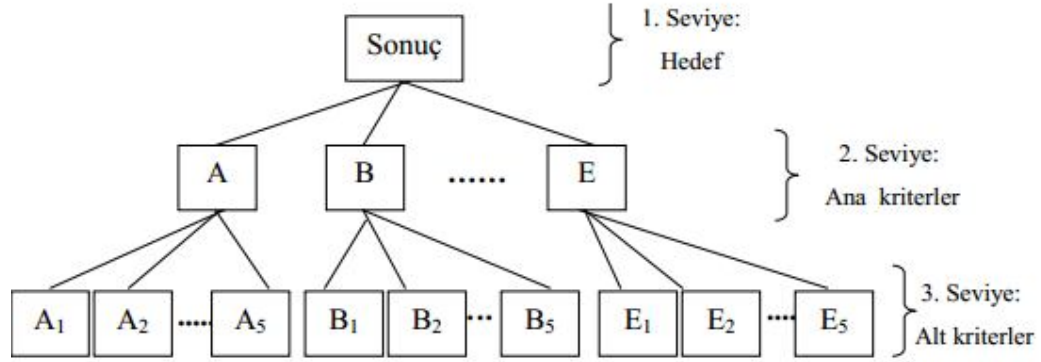 Sonuç
1. Seviye:
Hedef
A
B
......
E
2. Seviye:
Ana kriterler
A₁
A₂
.....
A₅
B₁
B₂
...
B₅
E₁
E₂
....
E₅
3. Seviye:
Alt kriterler